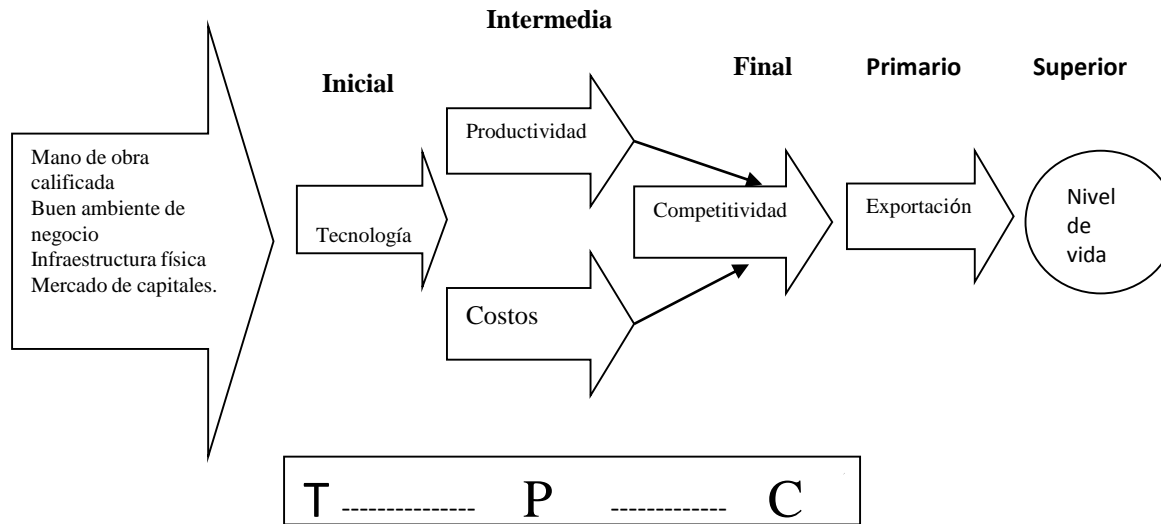 Intermedia
Inicial
Final
Primario
Superior
Mano de obra
calificada
Buen ambiente de
negocio
Infraestructura física
Mercado de capitales.
Tecnología
Productividad
Costos
Competitividad
Exportación
Nivel
de
vida
T --------------- P ------------- C